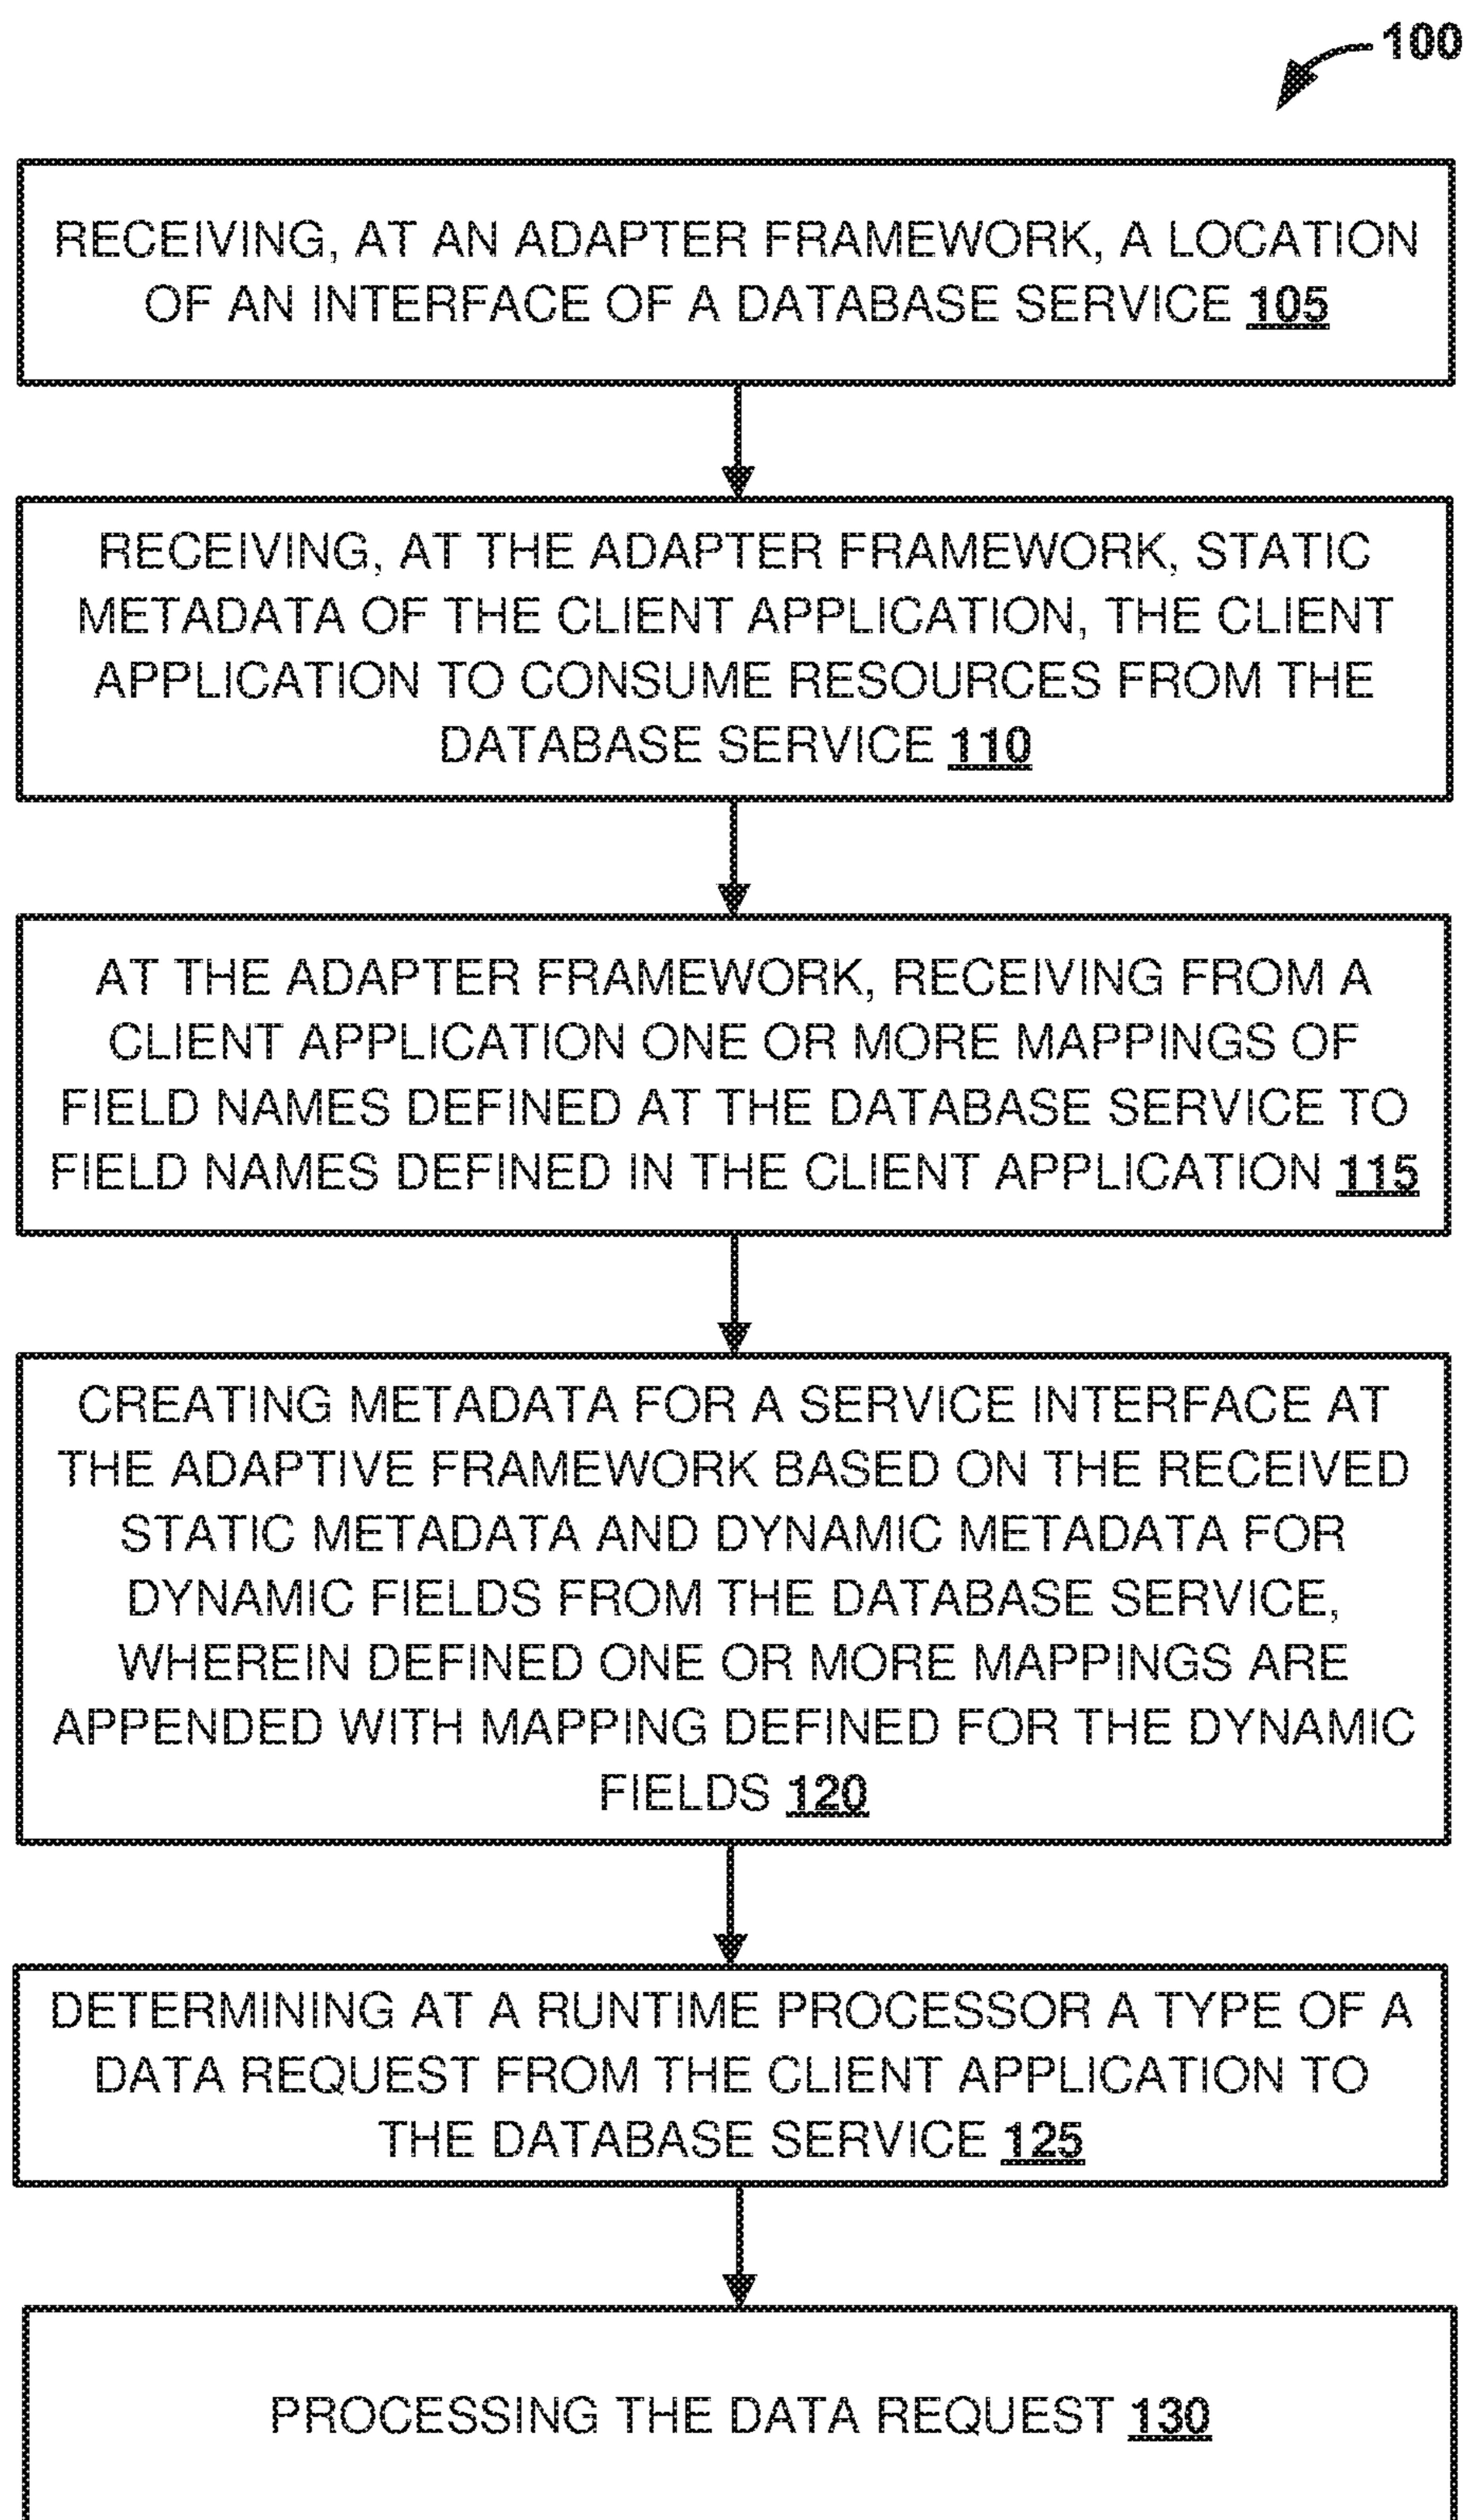 100
RECEIVING, AT AN ADAPTER FRAMEWORK, A LOCATION
OF AN INTERFACE OF A DATABASE SERVICE 105
RECEIVING, AT THE ADAPTER FRAMEWORK, STATIC
METADATA OF THE CLIENT APPLICATION, THE CLIENT
APPLICATION TO CONSUME RESOURCES FROM THE
DATABASE SERVICE 110
AT THE ADAPTER FRAMEWORK, RECEIVING FROM A
CLIENT APPLICATION ONE OR MORE MAPPINGS OF
FIELD NAMES DEFINED AT THE DATABASE SERVICE TO
FIELD NAMES DEFINED IN THE CLIENT APPLICATION 115
CREATING METADATA FOR A SERVICE INTERFACE AT
THE ADAPTIVE FRAMEWORK BASED ON THE RECEIVED
STATIC METADATA AND DYNAMIC METADATA FOR
DYNAMIC FIELDS FROM THE DATABASE SERVICE,
WHEREIN DEFINED ONE OR MORE MAPPINGS ARE
APPENDED WITH MAPPING DEFINED FOR THE DYNAMIC
FIELDS 120
DETERMINING AT A RUNTIME PROCESSOR A TYPE OF A
DATA REQUEST FROM THE CLIENT APPLICATION TO
THE DATABASE SERVICE 125
PROCESSING THE DATA REQUEST 130